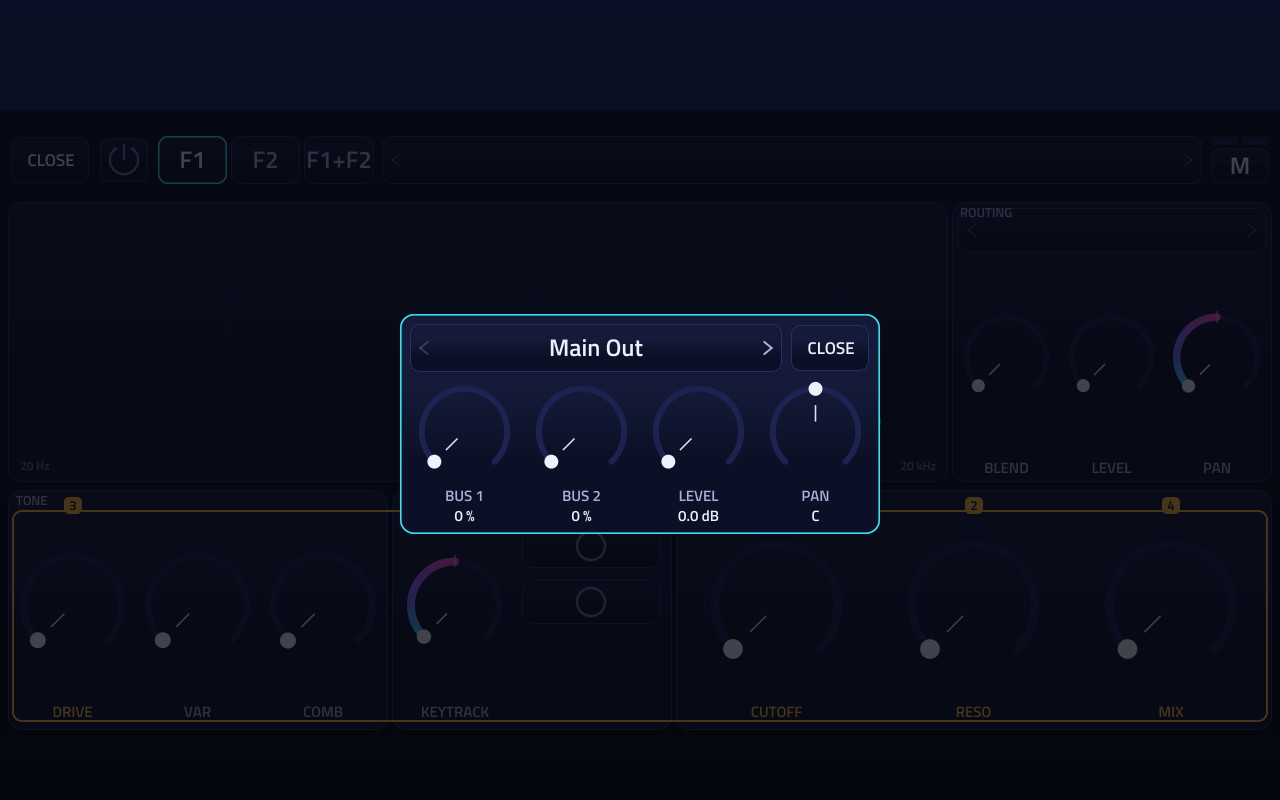 CLOSE F1 F2 F1+F2 M
ROUTING
Main Out CLOSE
20 Hz 20 kHz
BLEND LEVEL PAN
BUS 1 BUS 2 LEVEL PAN
0 % 0 % 0.0 dB C
TONE 3 2 4
DRIVE VAR COMB KEYTRACK CUTOFF RESO MIX